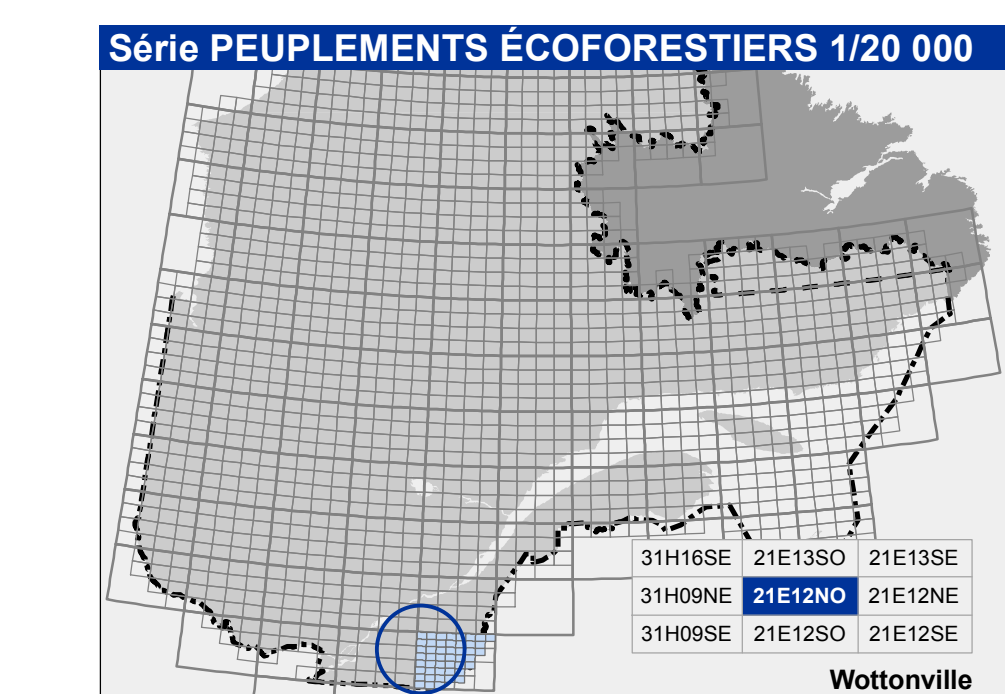 Série PEUPLEMENTS ÉCOFORESTIERS 1/20 000
31H16SE 21E13SO 21E13SE
31H09NE 21E12NO 21E12NE
31H09SE 21E12SO 21E12SE
Wottonville